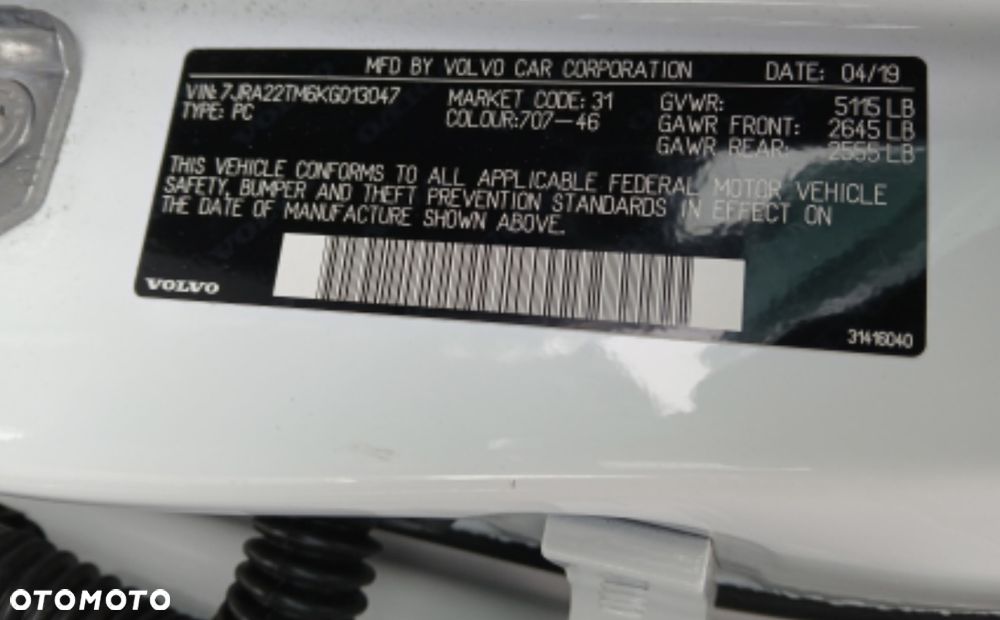 MFD BY VOLVO CAR CORPORATION DATE: 04/19
VIN: 7JRA22TM6KG013047 MARKET CODE: 31 GVWR: 5115 LB
TYPE: PC COLOUR:707-46 GAWR FRONT: 2645 LB
GAWR REAR: 2555 LB
THIS VEHICLE CONFORMS TO ALL APPLICABLE FEDERAL MOTOR VEHICLE
SAFETY, BUMPER AND THEFT PREVENTION STANDARDS IN EFFECT ON
THE DATE OF MANUFACTURE SHOWN ABOVE.
VOLVO
31416040
OTOMOTO